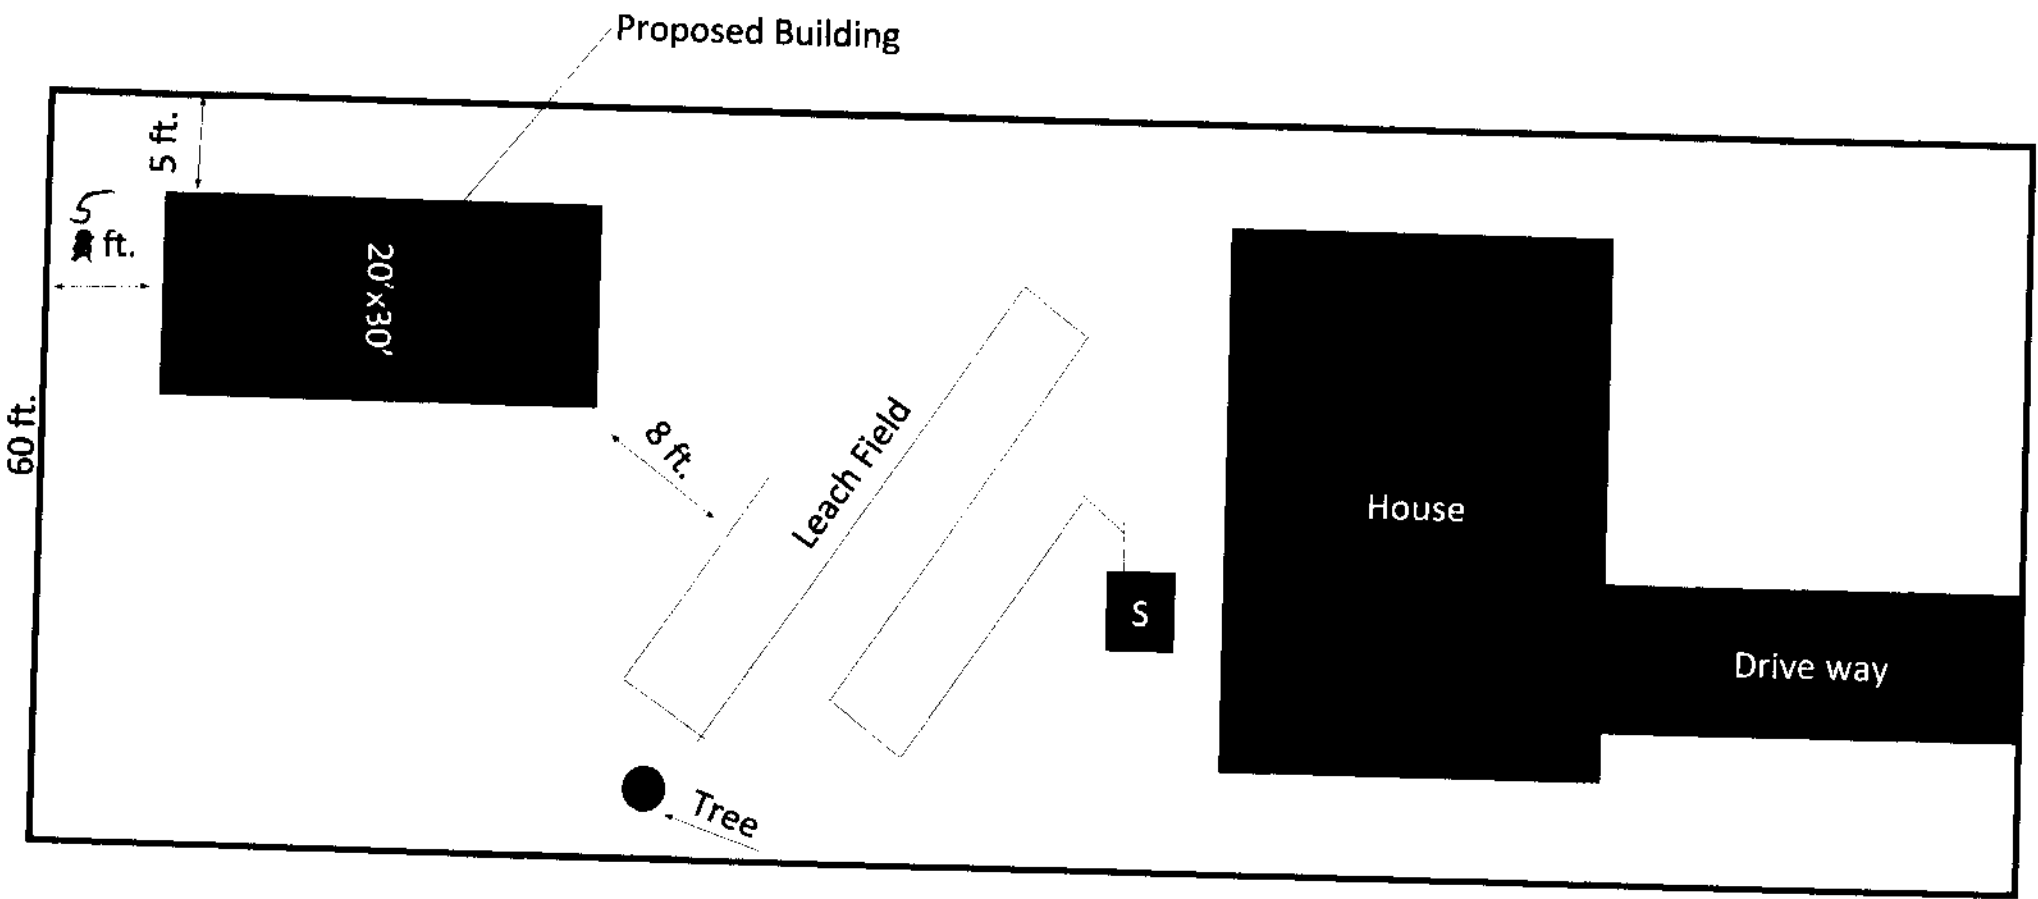 Proposed Building
5 ft.
5
ft.
20'x30'
60 ft.
8 ft.
Leach Field
House
S
Drive way
Tree